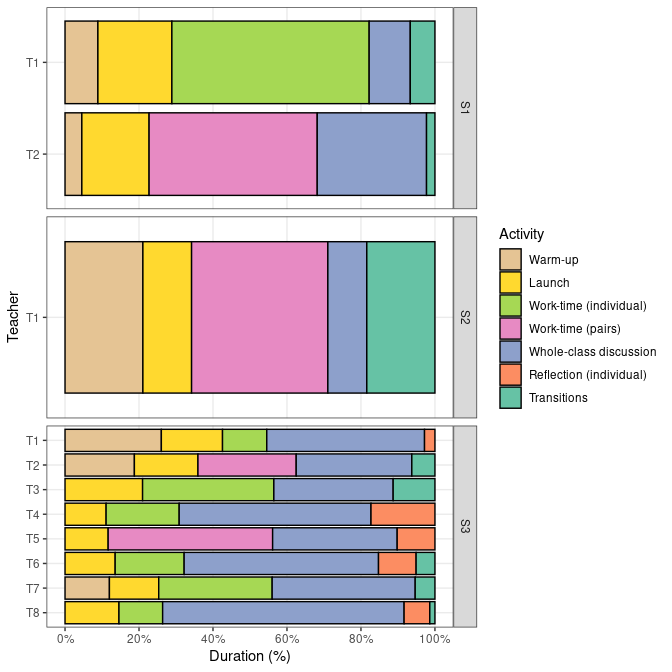 T1
T2
S1
Teacher
T1
S2
T1
T2
T3
T4
T5
T6
T7
T8
S3
0%
20%
40%
60%
80%
100%
Duration (%)
Activity
Warm-up
Launch
Work-time (individual)
Work-time (pairs)
Whole-class discussion
Reflection (individual)
Transitions